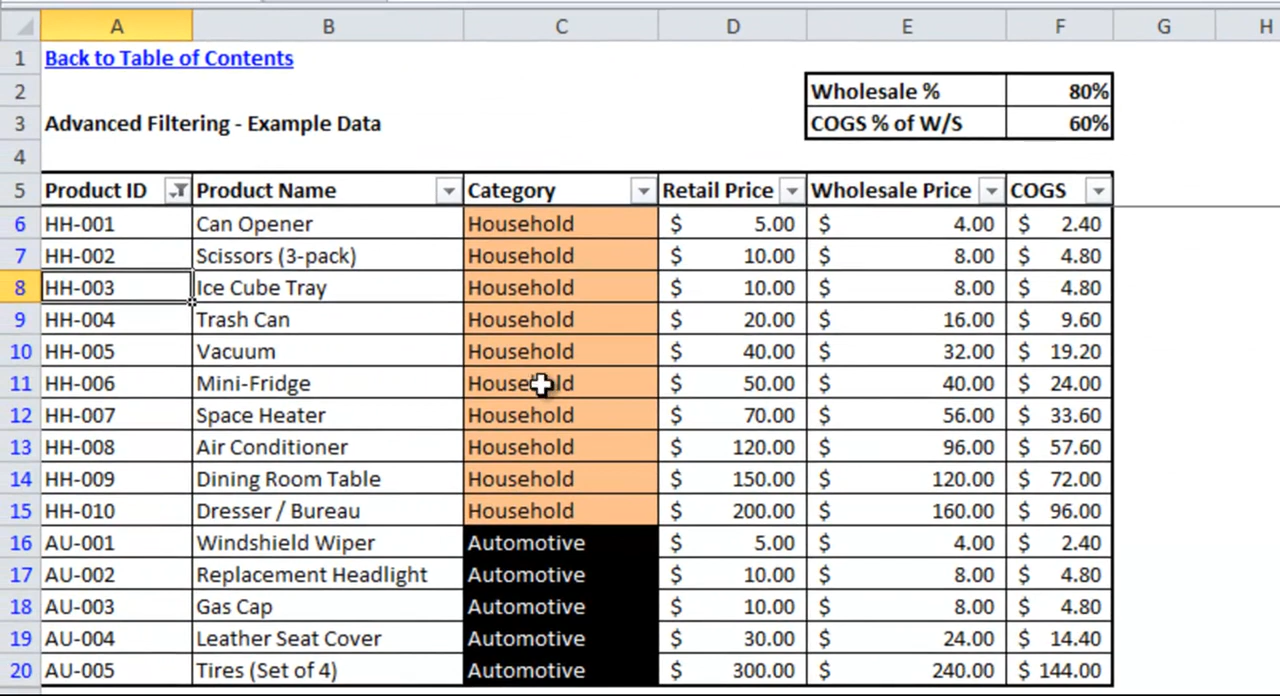 A B C D E F G H
1 Back to Table of Contents
2 Wholesale % 80%
3 Advanced Filtering - Example Data COGS % of W/S 60%
4
5 Product ID Product Name Category Retail Price Wholesale Price COGS
6 HH-001 Can Opener Household $ 5.00 $ 4.00 $ 2.40
7 HH-002 Scissors (3-pack) Household $ 10.00 $ 8.00 $ 4.80
8 HH-003 Ice Cube Tray Household $ 10.00 $ 8.00 $ 4.80
9 HH-004 Trash Can Household $ 20.00 $ 16.00 $ 9.60
10 HH-005 Vacuum Household $ 40.00 $ 32.00 $ 19.20
11 HH-006 Mini-Fridge Household $ 50.00 $ 40.00 $ 24.00
12 HH-007 Space Heater Household $ 70.00 $ 56.00 $ 33.60
13 HH-008 Air Conditioner Household $ 120.00 $ 96.00 $ 57.60
14 HH-009 Dining Room Table Household $ 150.00 $ 120.00 $ 72.00
15 HH-010 Dresser / Bureau Household $ 200.00 $ 160.00 $ 96.00
16 AU-001 Windshield Wiper Automotive $ 5.00 $ 4.00 $ 2.40
17 AU-002 Replacement Headlight Automotive $ 10.00 $ 8.00 $ 4.80
18 AU-003 Gas Cap Automotive $ 10.00 $ 8.00 $ 4.80
19 AU-004 Leather Seat Cover Automotive $ 30.00 $ 24.00 $ 14.40
20 AU-005 Tires (Set of 4) Automotive $ 300.00 $ 240.00 $ 144.00